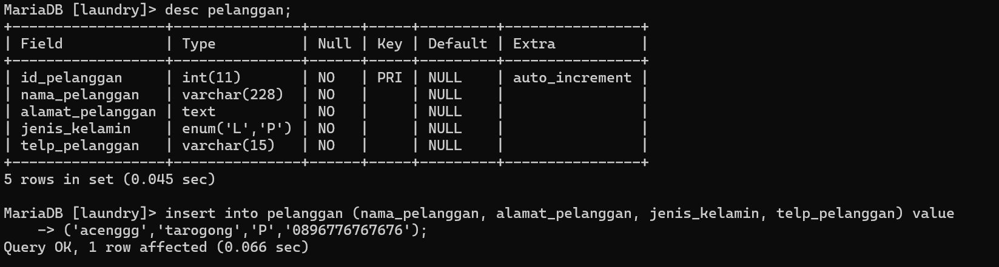 MariaDB [laundry]> desc pelanggan;
+------------------+---------------+------+-----+---------+----------------+
| Field            | Type          | Null | Key | Default | Extra          |
+------------------+---------------+------+-----+---------+----------------+
| id_pelanggan     | int(11)       | NO   | PRI | NULL    | auto_increment |
| nama_pelanggan   | varchar(228)  | NO   |     | NULL    |                |
| alamat_pelanggan | text          | NO   |     | NULL    |                |
| jenis_kelamin    | enum('L','P') | NO   |     | NULL    |                |
| telp_pelanggan   | varchar(15)   | NO   |     | NULL    |                |
+------------------+---------------+------+-----+---------+----------------+
5 rows in set (0.045 sec)
MariaDB [laundry]> insert into pelanggan (nama_pelanggan, alamat_pelanggan, jenis_kelamin, telp_pelanggan) value
    -> ('acenggg','tarogong','P','0896776767676');
Query OK, 1 row affected (0.066 sec)